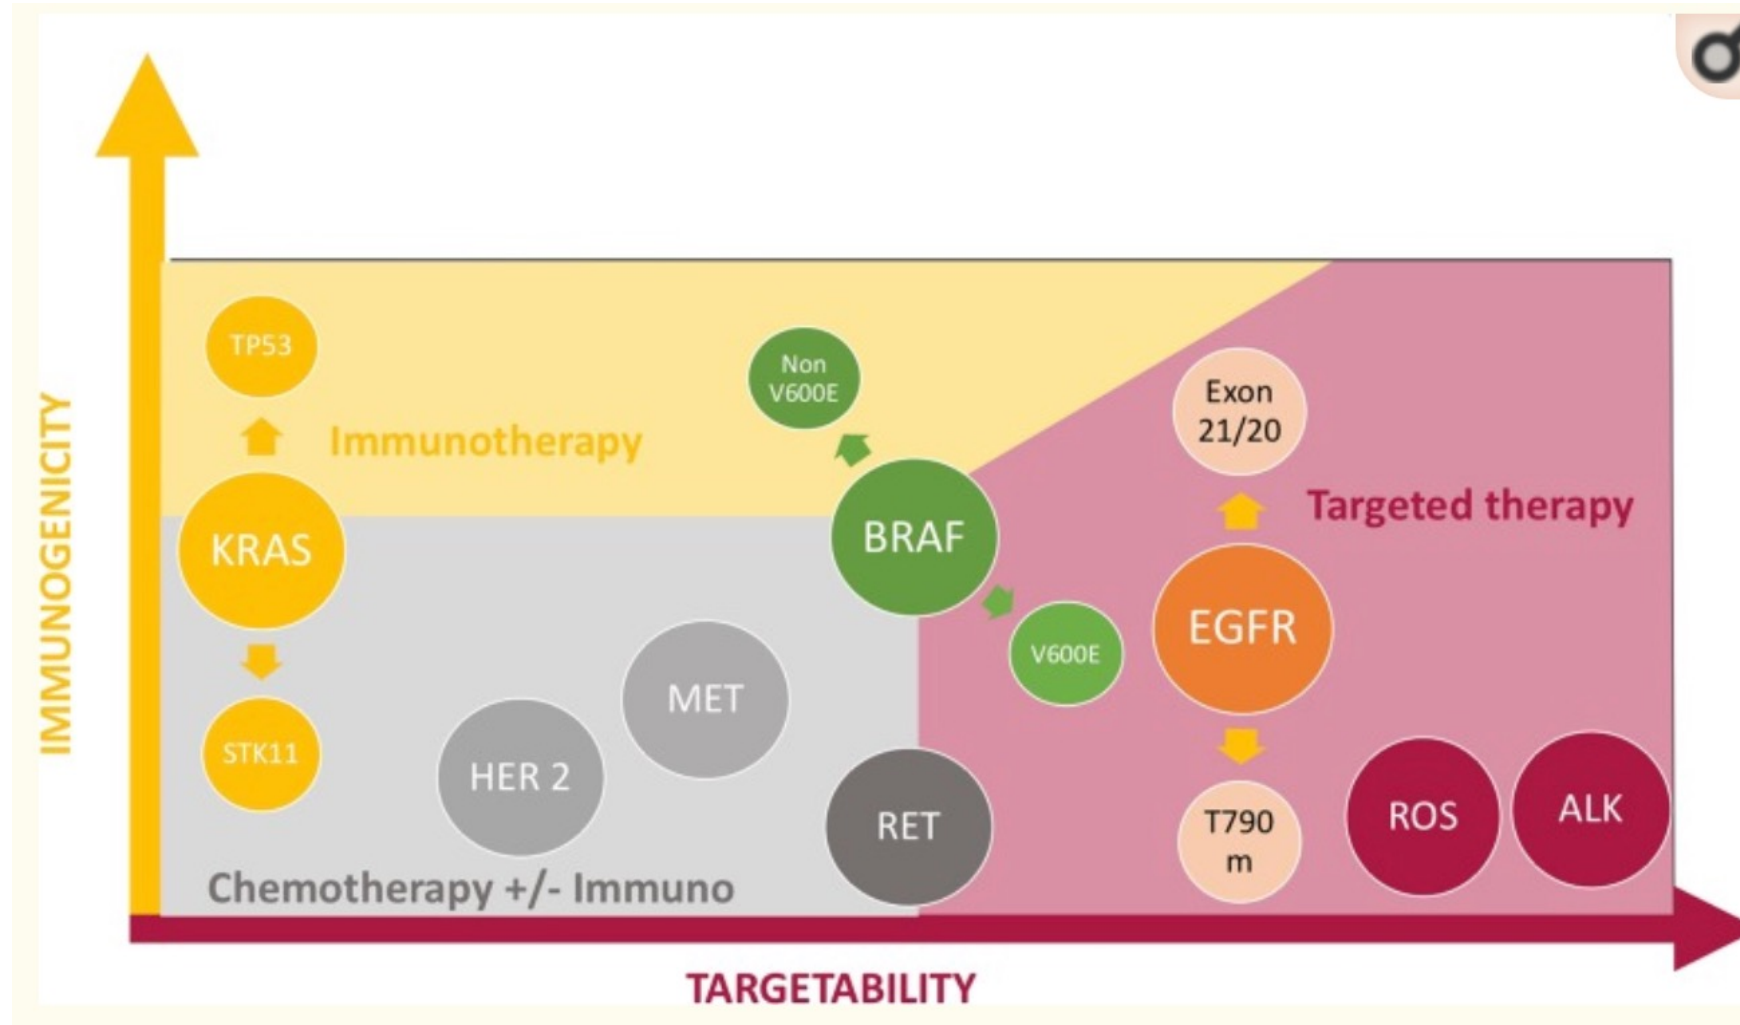 IMMUNOGENICITY
TP53
Immunotherapy
KRAS
STK11
Non
V600E
BRAF
V600E
Exon
21/20
Targeted therapy
EGFR
T790
m
HER 2
MET
RET
ROS
ALK
Chemotherapy +/- Immuno
TARGETABILITY